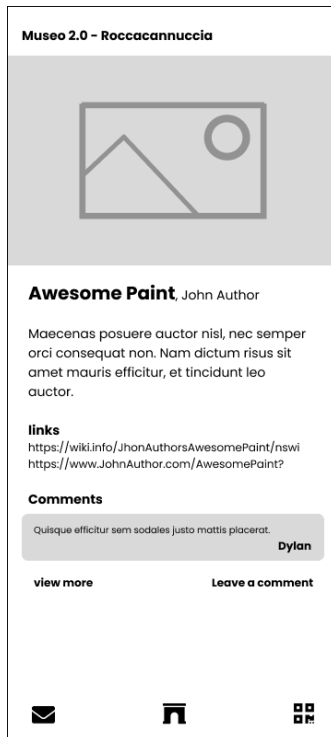 Museo 2.0 - Roccacannuccia
Awesome Paint, John Author
Maecenas posuere auctor nisl, nec semper
orci consequat non. Nam dictum risus sit
amet mauris efficitur, et tincidunt leo
auctor.
links
https://wiki.info/JhonAuthorsAwesomePaint/nswi
https://www.JohnAuthor.com/AwesomePaint?
Comments
Quisque efficitur sem sodales justo mattis placerat.
Dylan
view more Leave a comment